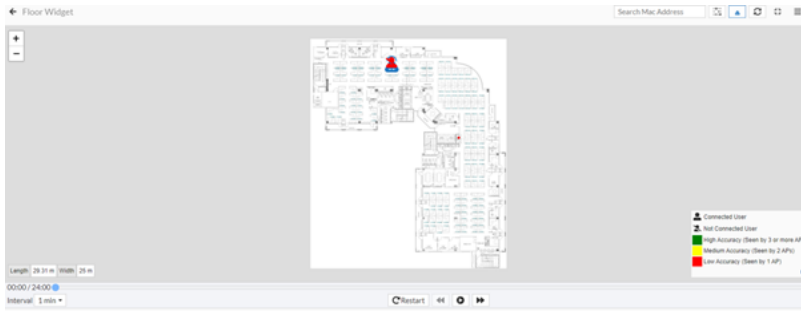 Floor Widget
Search Mac Address
+
−
Connected User
Not Connected User
High Accuracy (Seen by 3 or more AP
Medium Accuracy (Seen by 2 APs)
Low Accuracy (Seen by 1 AP)
Length 29.31 m Width 25 m
00:00 / 24:00
Interval 1 min
Restart